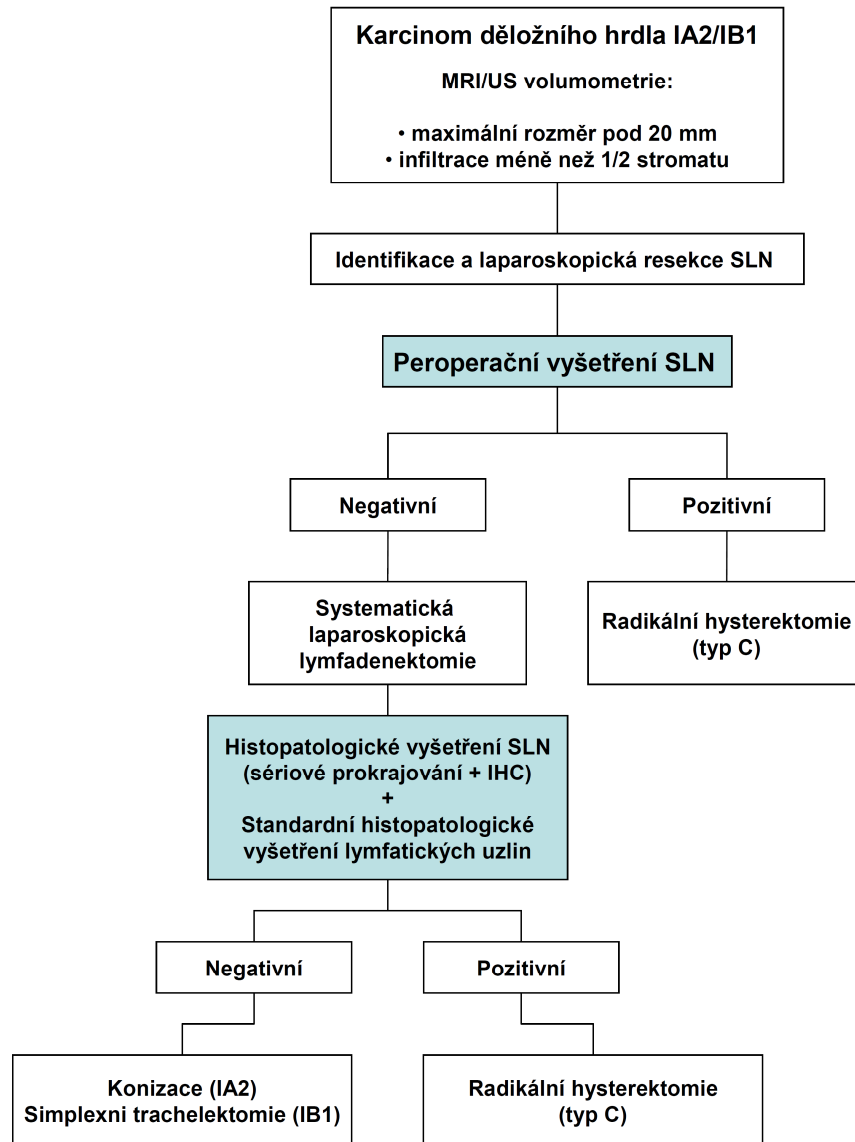 Karcinom děložního hrdla IA2/IB1
MRI/US volumometrie:
• maximální rozměr pod 20 mm
• infiltrace méně než 1/2 stromatu
Identifikace a laparoskopická resekce SLN
Peroperační vyšetření SLN
Negativní
Pozitivní
Systematická
laparoskopická
lymfadenektomie
Radikální hysterektomie
(typ C)
Histopatologické vyšetření SLN
(sériové prokrajování + IHC)
+
Standardní histopatologické
vyšetření lymfatických uzlin
Negativní
Pozitivní
Konizace (IA2)
Simplexni trachelektomie (IB1)
Radikální hysterektomie
(typ C)